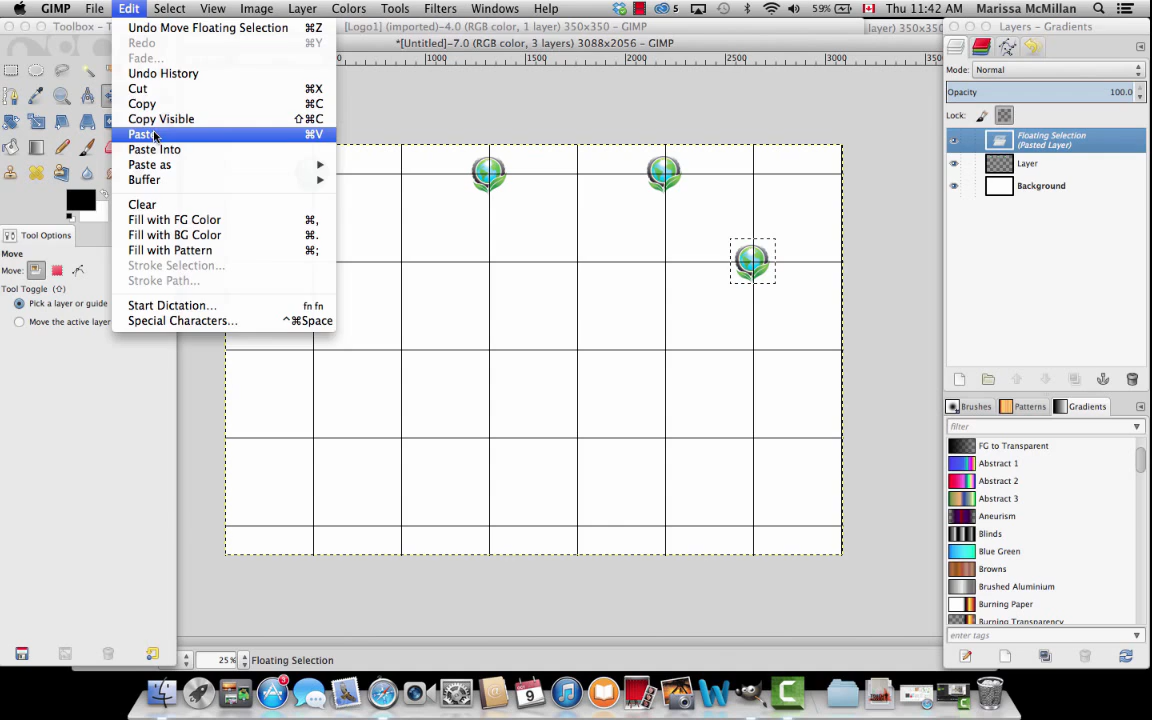 GIMP File Edit Select View Image Layer Colors Tools Filters Windows Help 5 59% Thu 11:42 AM Marissa McMillan
[Logo1] (imported)-4.0 (RGB color, 1 layer) 350x350 – GIMP
layer) 350x350
*[Untitled]-7.0 (RGB color, 3 layers) 3088x2056 – GIMP
1000 1500 2000 2500 3000
Undo Move Floating Selection ⌘Z
Redo ⌘Y
Fade...
Undo History
Cut ⌘X
Copy ⌘C
Copy Visible ⇧⌘C
Paste ⌘V
Paste Into
Paste as
Buffer
Clear
Fill with FG Color ⌘,
Fill with BG Color ⌘.
Fill with Pattern ⌘;
Stroke Selection...
Stroke Path...
Start Dictation... fn fn
Special Characters... ^⌘Space
Tool Options
Move
Move:
Tool Toggle (⇧)
Pick a layer or guide
Move the active layer
25% Floating Selection
Layers – Gradients
Mode: Normal
Opacity 100.0
Lock:
Floating Selection
(Pasted Layer)
Layer
Background
Brushes Patterns Gradients
filter
FG to Transparent
Abstract 1
Abstract 2
Abstract 3
Aneurism
Blinds
Blue Green
Browns
Brushed Aluminium
Burning Paper
Burning Transparency
enter tags